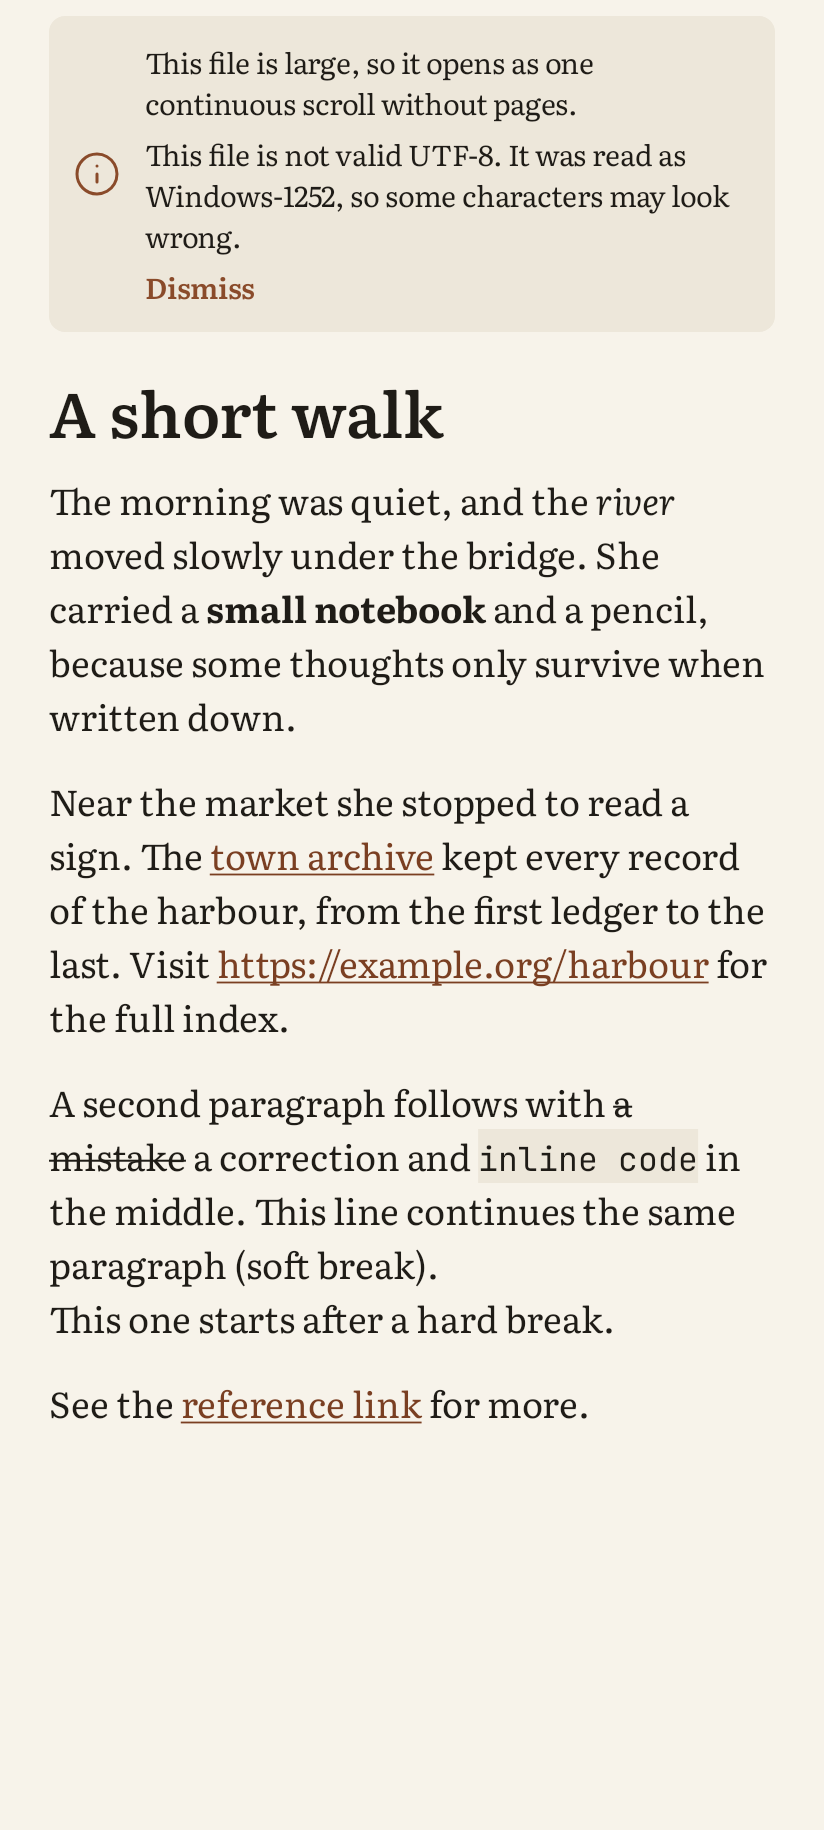 This file is large, so it opens as one
continuous scroll without pages.
This file is not valid UTF-8. It was read as
Windows-1252, so some characters may look
wrong.
Dismiss
A short walk
The morning was quiet, and the river
moved slowly under the bridge. She
carried a small notebook and a pencil,
because some thoughts only survive when
written down.
Near the market she stopped to read a
sign. The town archive kept every record
of the harbour, from the first ledger to the
last. Visit https://example.org/harbour for
the full index.
A second paragraph follows with a
mistake a correction and inline code in
the middle. This line continues the same
paragraph (soft break).
This one starts after a hard break.
See the reference link for more.